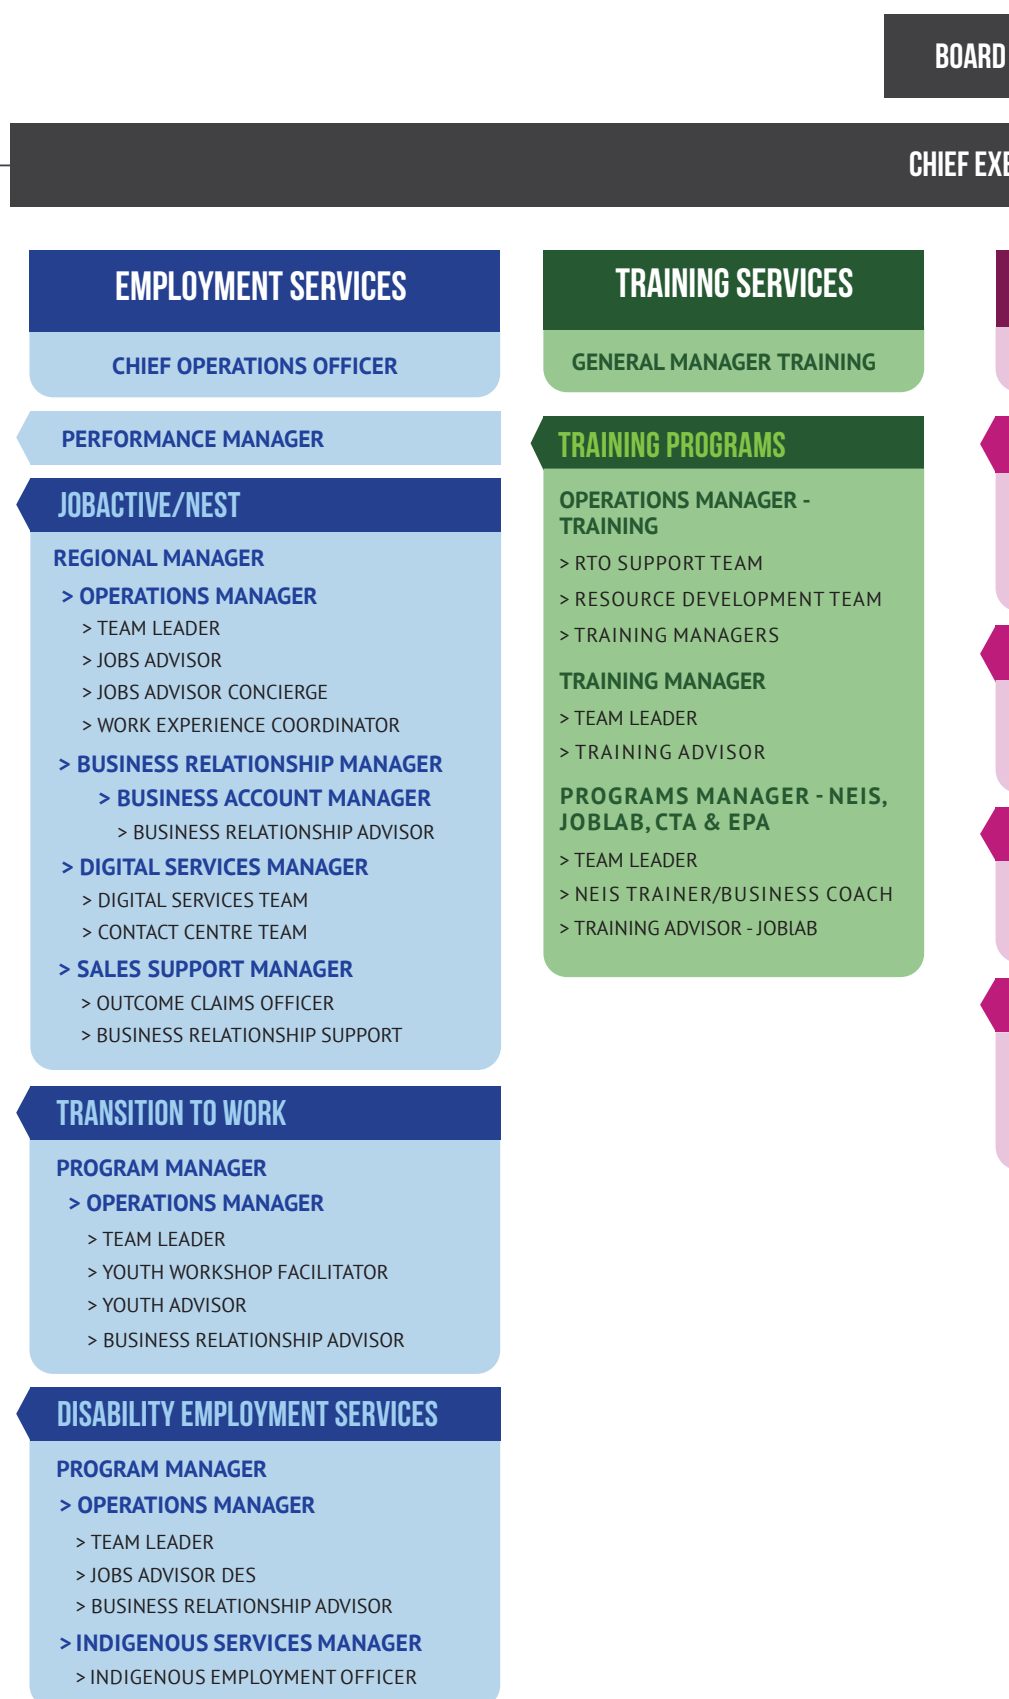 BOARD
CHIEF
EMPLOYMENT SERVICES
CHIEF OPERATIONS OFFICER
PERFORMANCE MANAGER
JOBACTIVE/NEST
REGIONAL MANAGER
> OPERATIONS MANAGER
> TEAM LEADER
> JOBS ADVISOR
> JOBS ADVISOR CONCIERGE
> WORK EXPERIENCE COORDINATOR
> BUSINESS RELATIONSHIP MANAGER
> BUSINESS ACCOUNT MANAGER
> BUSINESS RELATIONSHIP ADVISOR
> DIGITAL SERVICES MANAGER
> DIGITAL SERVICES TEAM
> CONTACT CENTRE TEAM
> SALES SUPPORT MANAGER
> OUTCOME CLAIMS OFFICER
> BUSINESS RELATIONSHIP SUPPORT
TRANSITION TO WORK
PROGRAM MANAGER
> OPERATIONS MANAGER
> TEAM LEADER
> YOUTH WORKSHOP FACILITATOR
> YOUTH ADVISOR
> BUSINESS RELATIONSHIP ADVISOR
DISABILITY EMPLOYMENT SERVICES
PROGRAM MANAGER
> OPERATIONS MANAGER
> TEAM LEADER
> JOBS ADVISOR DES
> BUSINESS RELATIONSHIP ADVISOR
> INDIGENOUS SERVICES MANAGER
> INDIGENOUS EMPLOYMENT OFFICER
TRAINING SERVICES
GENERAL MANAGER TRAINING
TRAINING PROGRAMS
OPERATIONS MANAGER -
TRAINING
> RTO SUPPORT TEAM
> RESOURCE DEVELOPMENT TEAM
> TRAINING MANAGERS
TRAINING MANAGER
> TEAM LEADER
> TRAINING ADVISOR
PROGRAMS MANAGER - NEIS,
JOBLAB, CTA & EPA
> TEAM LEADER
> NEIS TRAINER/BUSINESS COACH
> TRAINING ADVISOR - JOBlAB